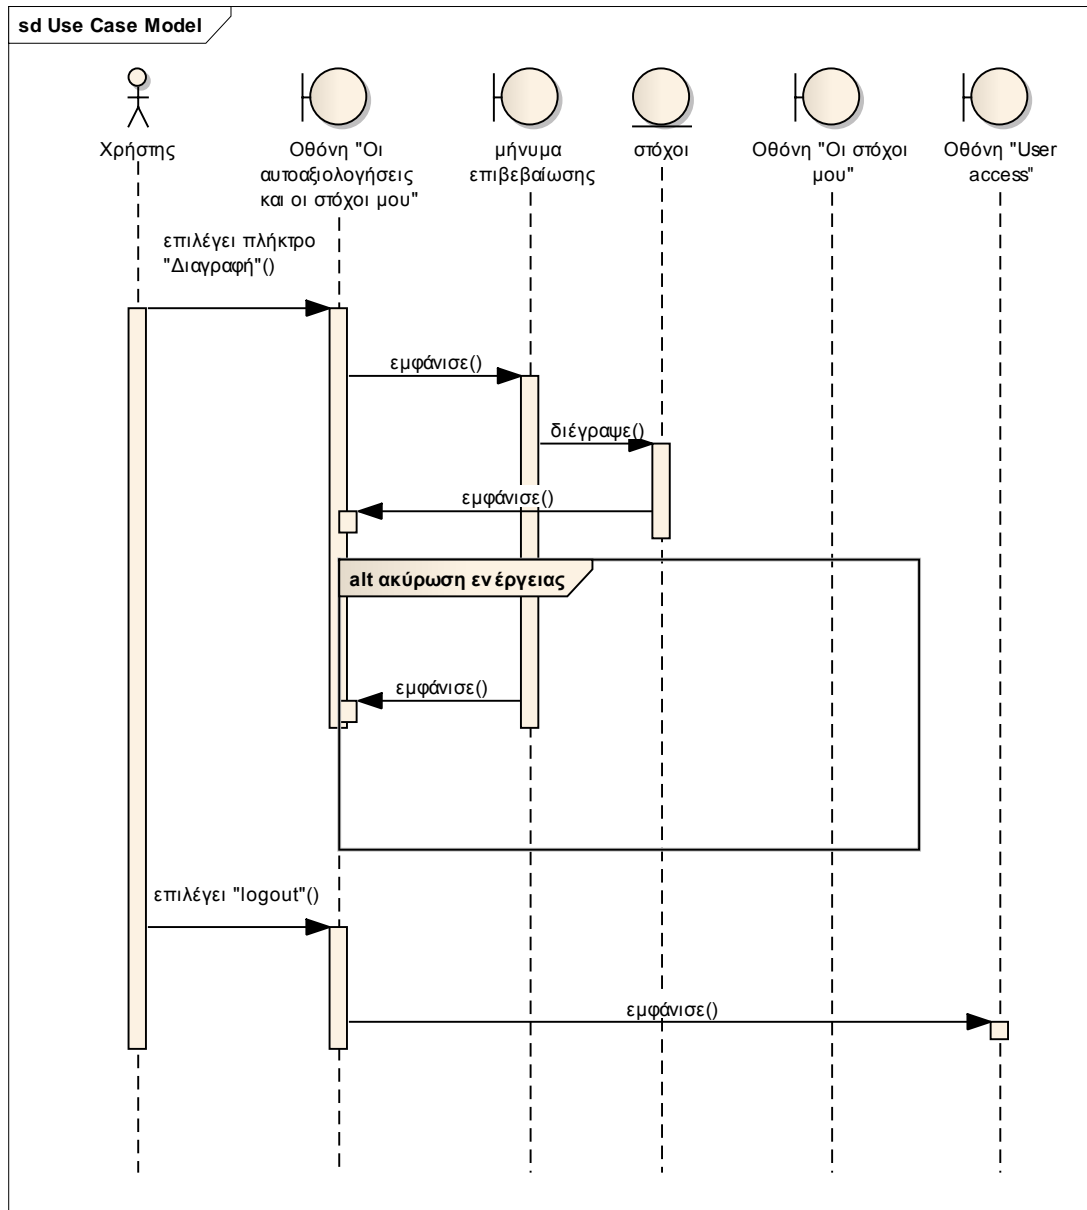 sd Use Case Model
Χρήστης
Οθόνη "Οι
αυτοαξιολογήσεις
και οι στόχοι μου"
μήνυμα
επιβεβαίωσης
στόχοι
Οθόνη "Οι στόχοι
μου"
Οθόνη "User
access"
επιλέγει πλήκτρο
"Διαγραφή"()
εμφάνισε()
διέγραψε()
εμφάνισε()
alt ακύρωση ενέργειας
εμφάνισε()
επιλέγει "logout"()
εμφάνισε()